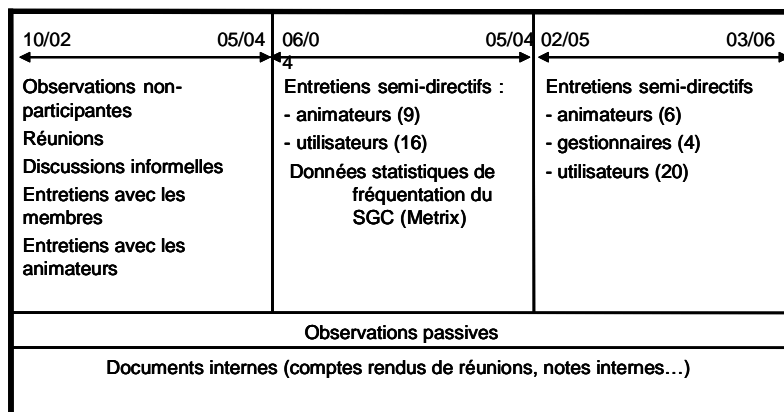 10/02 05/04
06/0 05/04
4
02/05 03/06
Observations non-
participantes
Réunions
Discussions informelles
Entretiens avec les
membres
Entretiens avec les
animateurs
Entretiens semi-directifs :
- animateurs (9)
- utilisateurs (16)
Données statistiques de
fréquentation du
SGC (Metrix)
Entretiens semi-directifs
- animateurs (6)
- gestionnaires (4)
- utilisateurs (20)
Observations passives
Documents internes (comptes rendus de réunions, notes internes…)